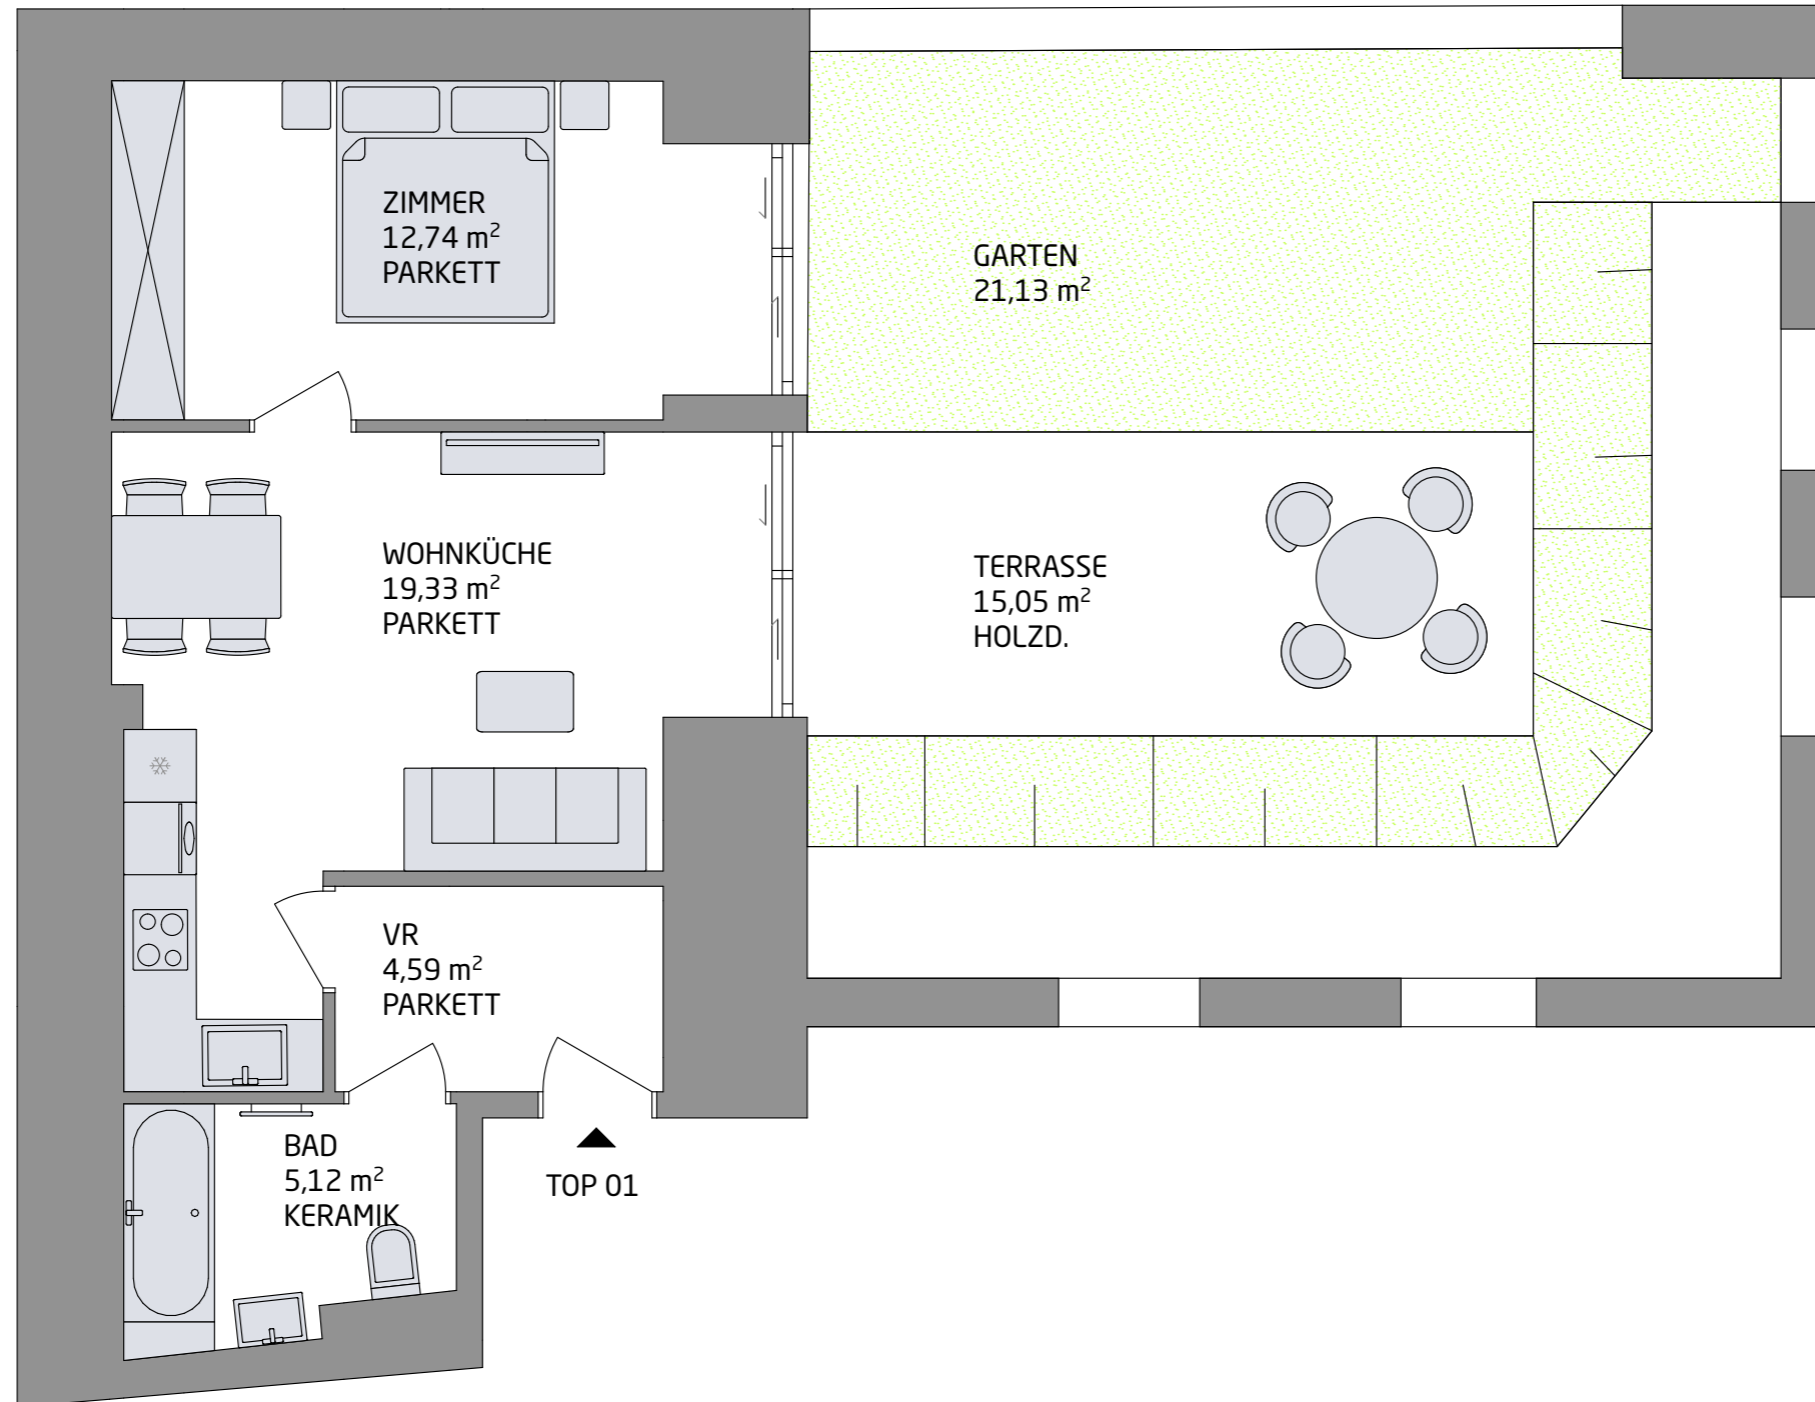 ZIMMER
12,74 m²
PARKETT
GARTEN
21,13 m²
WOHNKÜCHE
19,33 m²
PARKETT
TERRASSE
15,05 m²
HOLZD.
VR
4,59 m²
PARKETT
BAD
5,12 m²
KERAMIK
TOP 01